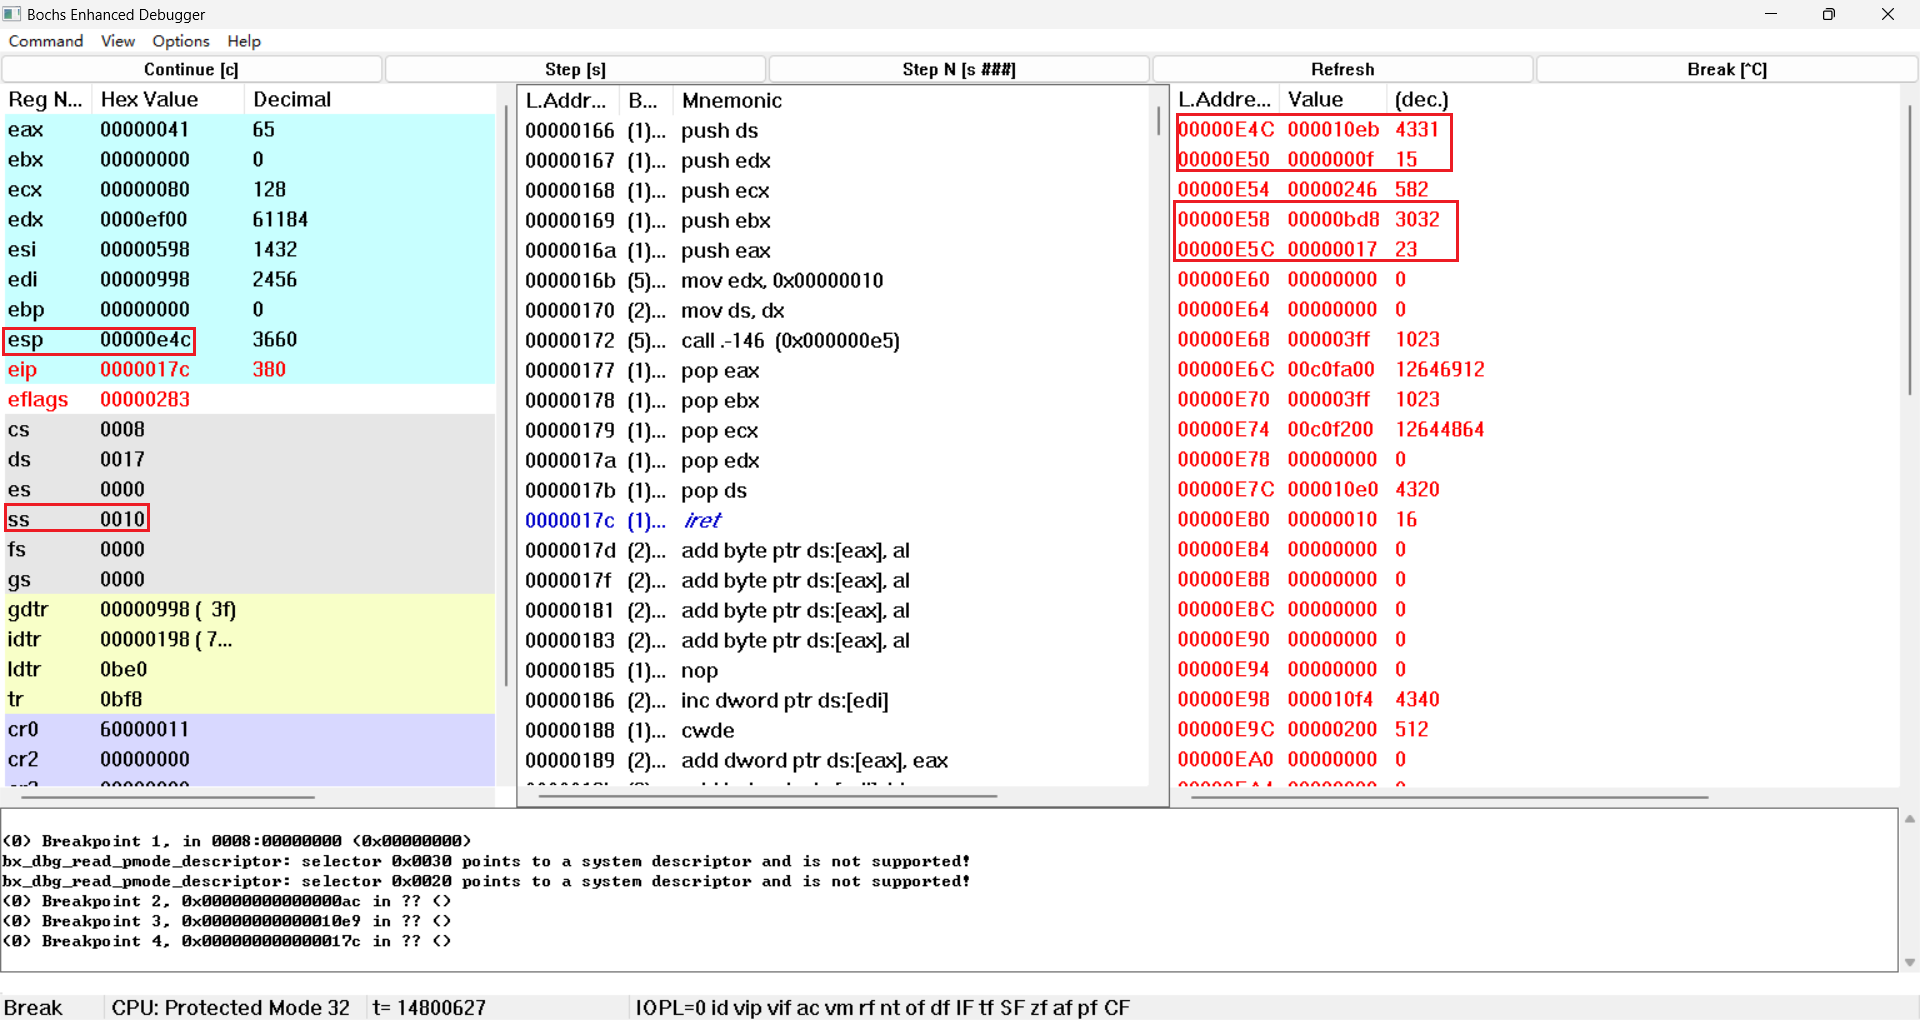 Bochs Enhanced Debugger
Command View Options Help
Continue [c] Step [s] Step N [s ###] Refresh Break [^C]
Reg N... Hex Value Decimal
eax 00000041 65
ebx 00000000 0
ecx 00000080 128
edx 0000ef00 61184
esi 00000598 1432
edi 00000998 2456
ebp 00000000 0
esp 00000e4c 3660
eip 0000017c 380
eflags 00000283
cs 0008
ds 0017
es 0000
ss 0010
fs 0000
gs 0000
gdtr 00000998 ( 3f)
idtr 00000198 ( 7...
ldtr 0be0
tr 0bf8
cr0 60000011
cr2 00000000
L.Addr... B... Mnemonic
00000166 (1)... push ds
00000167 (1)... push edx
00000168 (1)... push ecx
00000169 (1)... push ebx
0000016a (1)... push eax
0000016b (5)... mov edx, 0x00000010
00000170 (2)... mov ds, dx
00000172 (5)... call .-146 (0x000000e5)
00000177 (1)... pop eax
00000178 (1)... pop ebx
00000179 (1)... pop ecx
0000017a (1)... pop edx
0000017b (1)... pop ds
0000017c (1)... iret
0000017d (2)... add byte ptr ds:[eax], al
0000017f (2)... add byte ptr ds:[eax], al
00000181 (2)... add byte ptr ds:[eax], al
00000183 (2)... add byte ptr ds:[eax], al
00000185 (1)... nop
00000186 (2)... inc dword ptr ds:[edi]
00000188 (1)... cwde
00000189 (2)... add dword ptr ds:[eax], eax
L.Addre... Value (dec.)
00000E4C 000010eb 4331
00000E50 0000000f 15
00000E54 00000246 582
00000E58 00000bd8 3032
00000E5C 00000017 23
00000E60 00000000 0
00000E64 00000000 0
00000E68 000003ff 1023
00000E6C 00c0fa00 12646912
00000E70 000003ff 1023
00000E74 00c0f200 12644864
00000E78 00000000 0
00000E7C 000010e0 4320
00000E80 00000010 16
00000E84 00000000 0
00000E88 00000000 0
00000E8C 00000000 0
00000E90 00000000 0
00000E94 00000000 0
00000E98 000010f4 4340
00000E9C 00000200 512
00000EA0 00000000 0
(0) Breakpoint 1, in 0008:00000000 (0x00000000)
bx_dbg_read_pmode_descriptor: selector 0x0030 points to a system descriptor and is not supported!
bx_dbg_read_pmode_descriptor: selector 0x0020 points to a system descriptor and is not supported!
(0) Breakpoint 2, 0x00000000000000ac in ?? ()
(0) Breakpoint 3, 0x00000000000010e9 in ?? ()
(0) Breakpoint 4, 0x000000000000017c in ?? ()
Break CPU: Protected Mode 32 t= 14800627 IOPL=0 id vip vif ac vm rf nt of df IF tf SF zf af pf CF